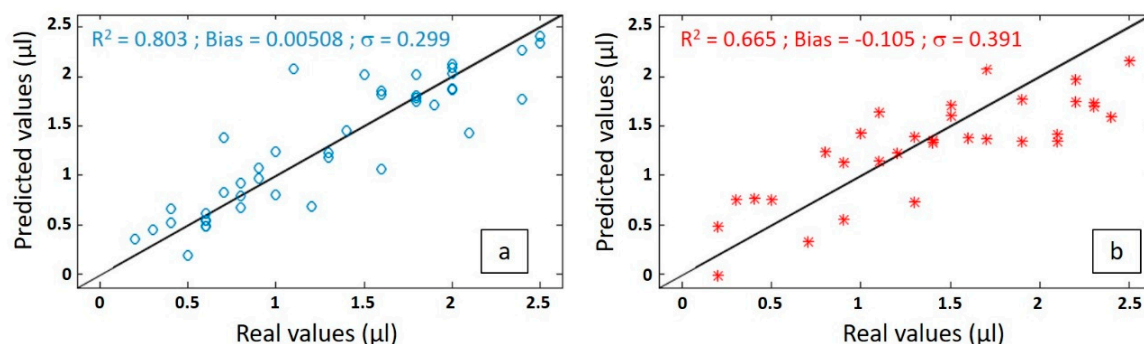 R² = 0.803 ; Bias = 0.00508 ; σ = 0.299
Predicted values (µl)
2.5
2
1.5
1
0.5
0
a
0 0.5 1 1.5 2 2.5
Real values (µl)
R² = 0.665 ; Bias = -0.105 ; σ = 0.391
Predicted values (µl)
2.5
2
1.5
1
0.5
0
b
0 0.5 1 1.5 2 2.5
Real values (µl)